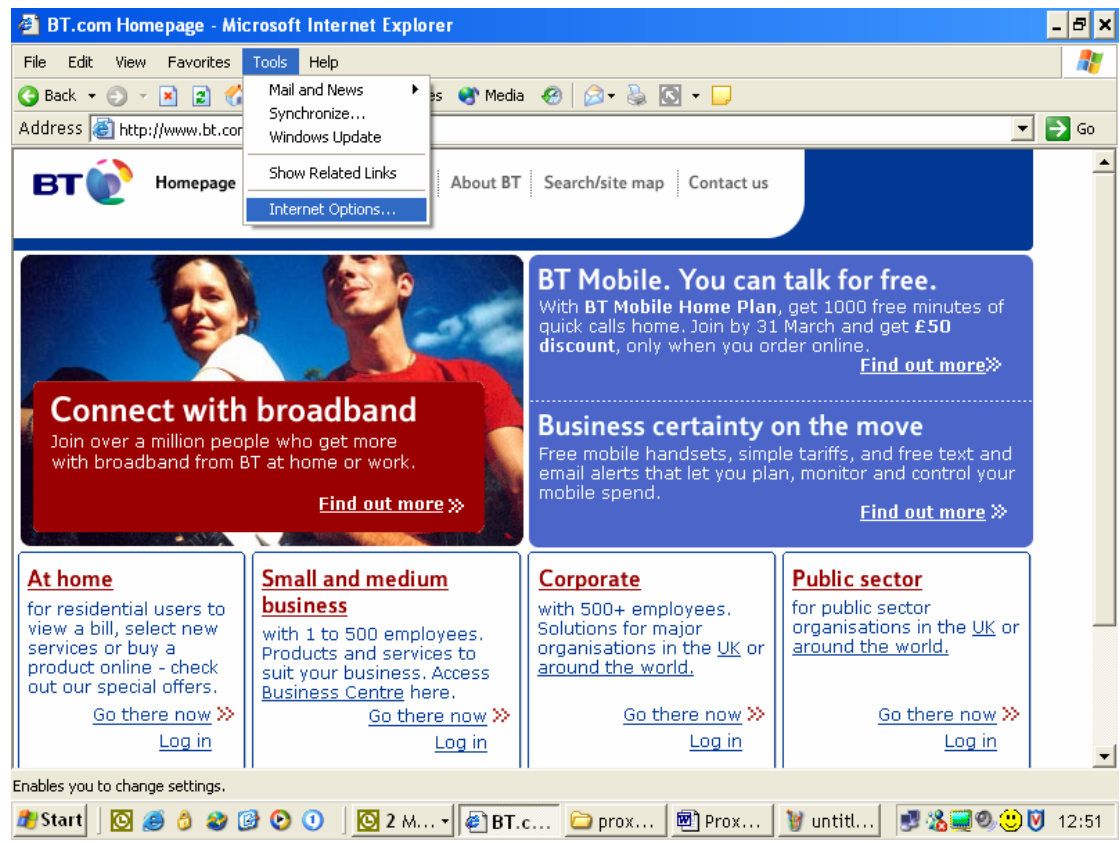 BT.com Homepage - Microsoft Internet Explorer
File Edit View Favorites Tools Help
Back Media
Address http://www.bt.co Go
Mail and News
Synchronize...
Windows Update
Show Related Links
Internet Options...
BT Homepage About BT Search/site map Contact us
Connect with broadband
Join over a million people who get more
with broadband from BT at home or work.
Find out more
BT Mobile. You can talk for free.
With BT Mobile Home Plan, get 1000 free minutes of
quick calls home. Join by 31 March and get £50
discount, only when you order online.
Find out more
Business certainty on the move
Free mobile handsets, simple tariffs, and free text and
email alerts that let you plan, monitor and control your
mobile spend.
Find out more
At home
for residential users to
view a bill, select new
services or buy a
product online - check
out our special offers.
Go there now
Log in
Small and medium
business
with 1 to 500 employees.
Products and services to
suit your business. Access
Business Centre here.
Go there now
Log in
Corporate
with 500+ employees.
Solutions for major
organisations in the UK or
around the world.
Go there now
Log in
Public sector
for public sector
organisations in the UK or
around the world.
Go there now
Log in
Enables you to change settings.
Start 2 M... BT.c... prox... Prox... untitl... 12:51